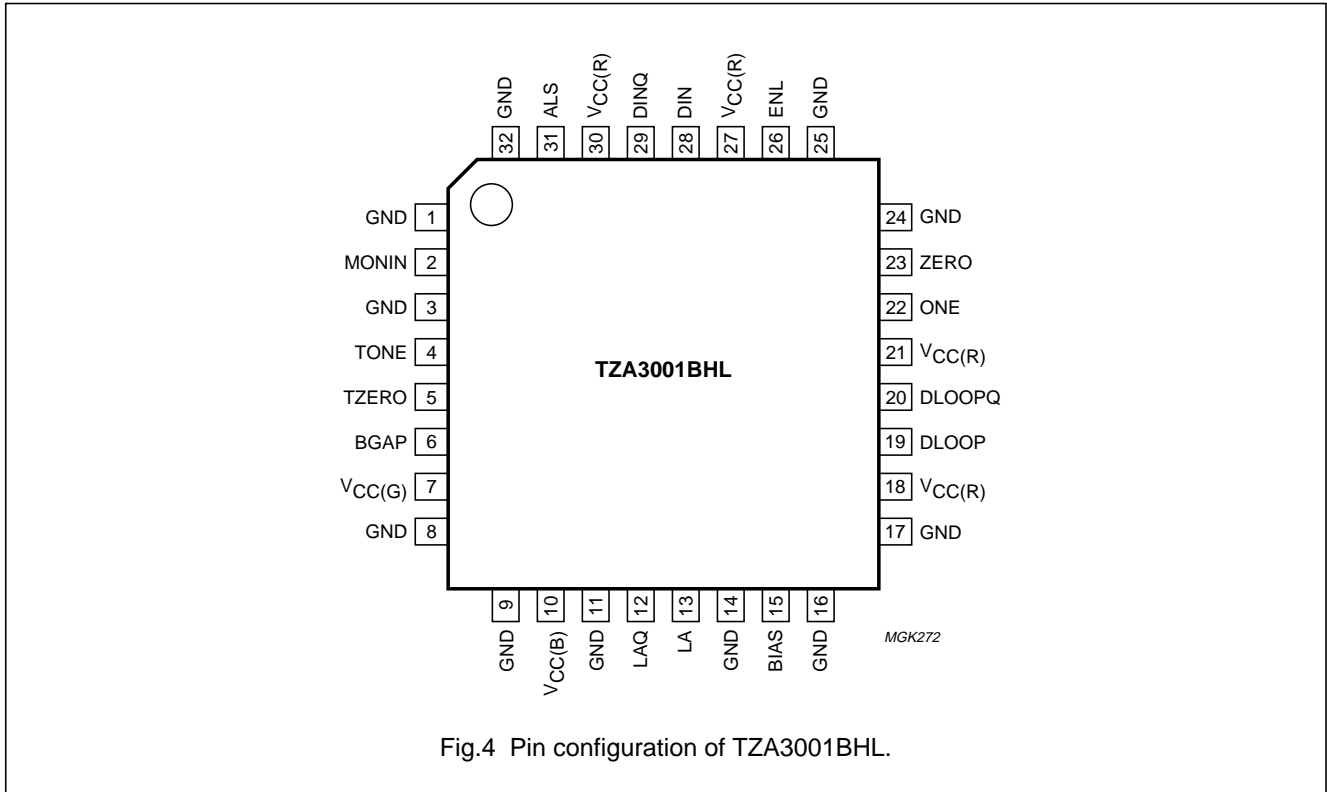 GND
ALS
VCC(R)
DINQ
DIN
VCC(R)
ENL
GND
32
31
30
29
28
27
26
25
GND 1
MONIN 2
GND 3
TONE 4
TZERO 5
BGAP 6
VCC(G) 7
GND 8
TZA3001BHL
24 GND
23 ZERO
22 ONE
21 VCC(R)
20 DLOOPQ
19 DLOOP
18 VCC(R)
17 GND
9
10
11
12
13
14
15
16
GND
VCC(B)
GND
LAQ
LA
GND
BIAS
GND
MGK272
Fig.4 Pin configuration of TZA3001BHL.